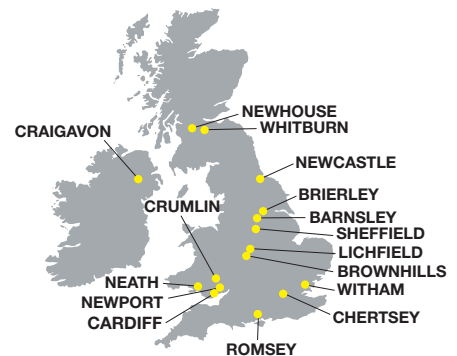 NEWHOUSE
WHITBURN
CRAIGAVON
NEWCASTLE
BRIERLEY
CRUMLIN
BARNSLEY
SHEFFIELD
LICHFIELD
BROWNHILLS
NEATH
WITHAM
NEWPORT
CARDIFF
CHERTSEY
ROMSEY